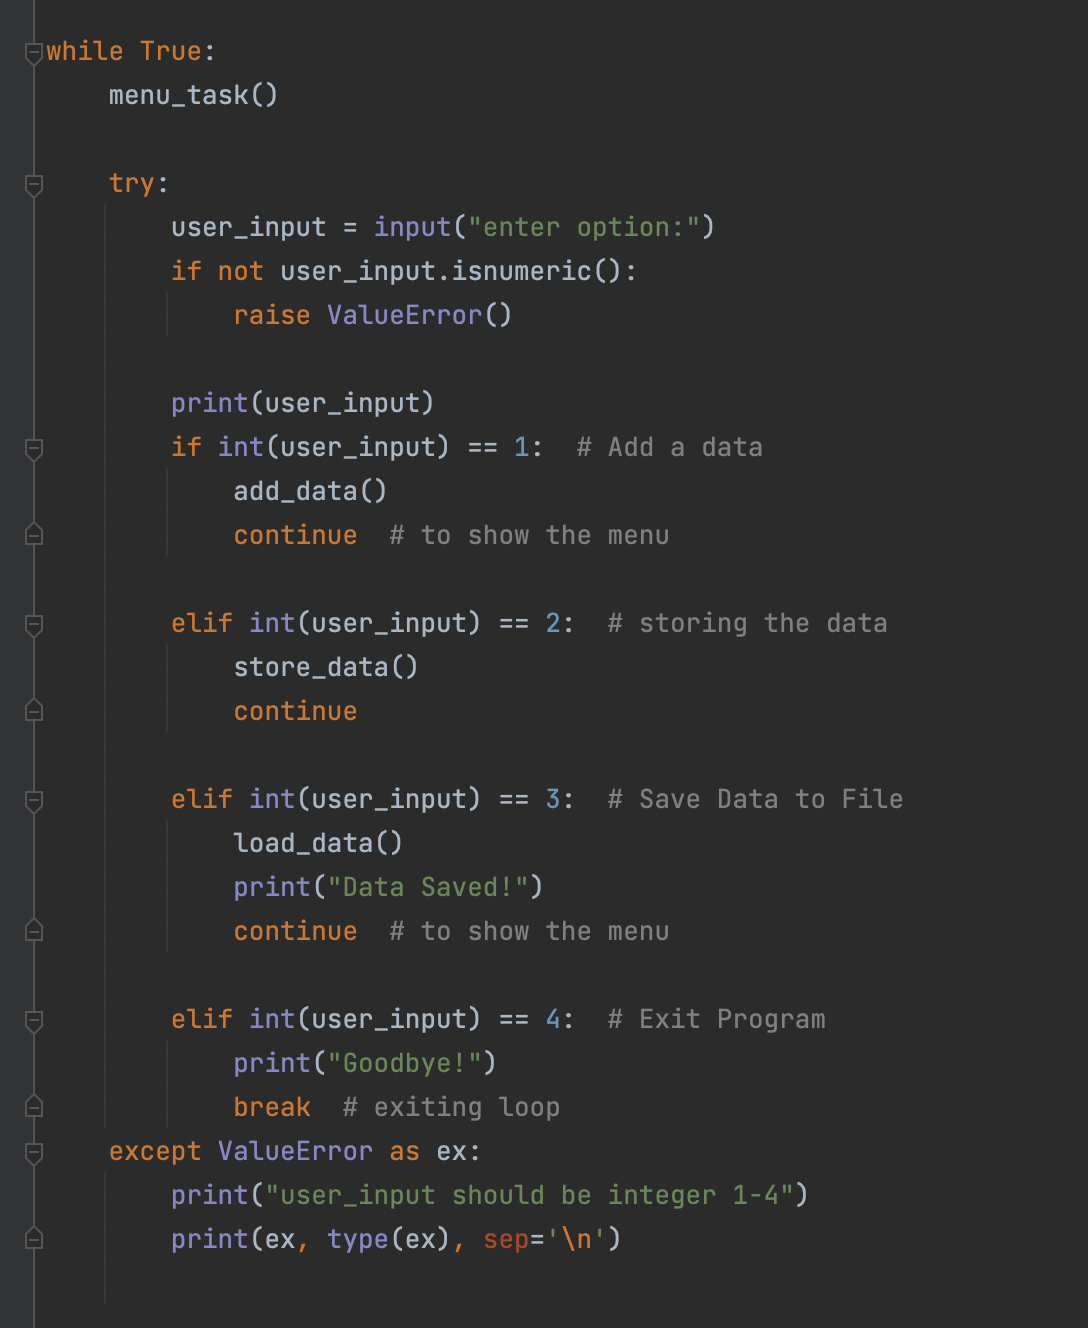 while True:
    menu_task()

    try:
        user_input = input("enter option:")
        if not user_input.isnumeric():
            raise ValueError()

        print(user_input)
        if int(user_input) == 1:  # Add a data
            add_data()
            continue  # to show the menu

        elif int(user_input) == 2:  # storing the data
            store_data()
            continue

        elif int(user_input) == 3:  # Save Data to File
            load_data()
            print("Data Saved!")
            continue  # to show the menu

        elif int(user_input) == 4:  # Exit Program
            print("Goodbye!")
            break  # exiting loop
    except ValueError as ex:
        print("user_input should be integer 1-4")
        print(ex, type(ex), sep='\n')